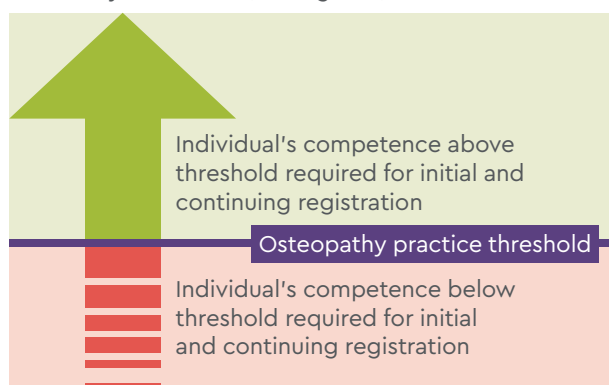 Individual's competence above
threshold required for initial and
continuing registration
Osteopathy practice threshold
Individual's competence below
threshold required for initial
and continuing registration